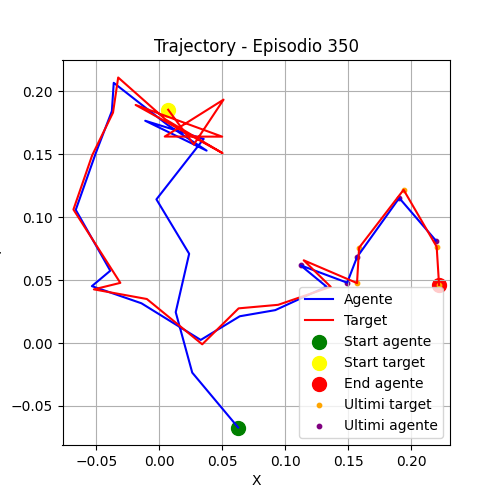 Trajectory - Episodio 350
0.20
0.15
0.10
0.05
0.00
−0.05
−0.05 0.00 0.05 0.10 0.15 0.20
X
Agente
Target
Start agente
Start target
End agente
Ultimi target
Ultimi agente